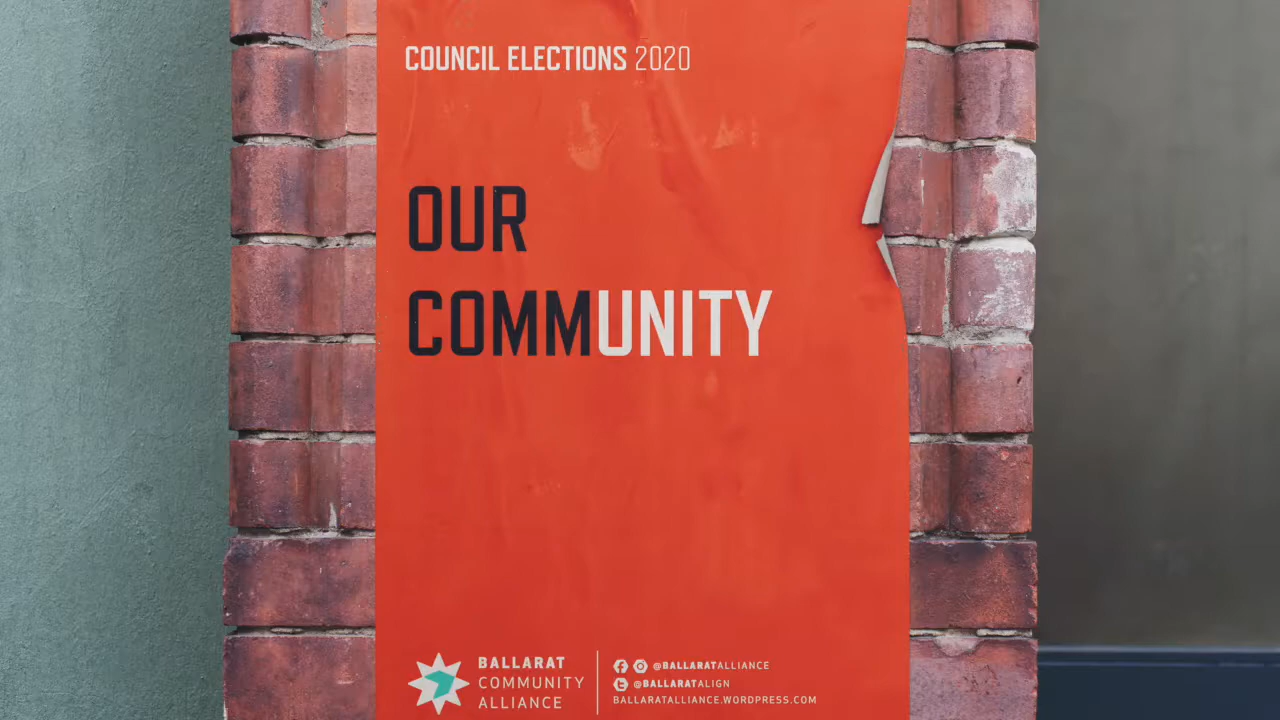 COUNCIL ELECTIONS 2020
OUR
COMMUNITY
BALLARAT
COMMUNITY
ALLIANCE
@BALLARATALLIANCE
@BALLARATALIGN
BALLARATALLIANCE.WORDPRESS.COM